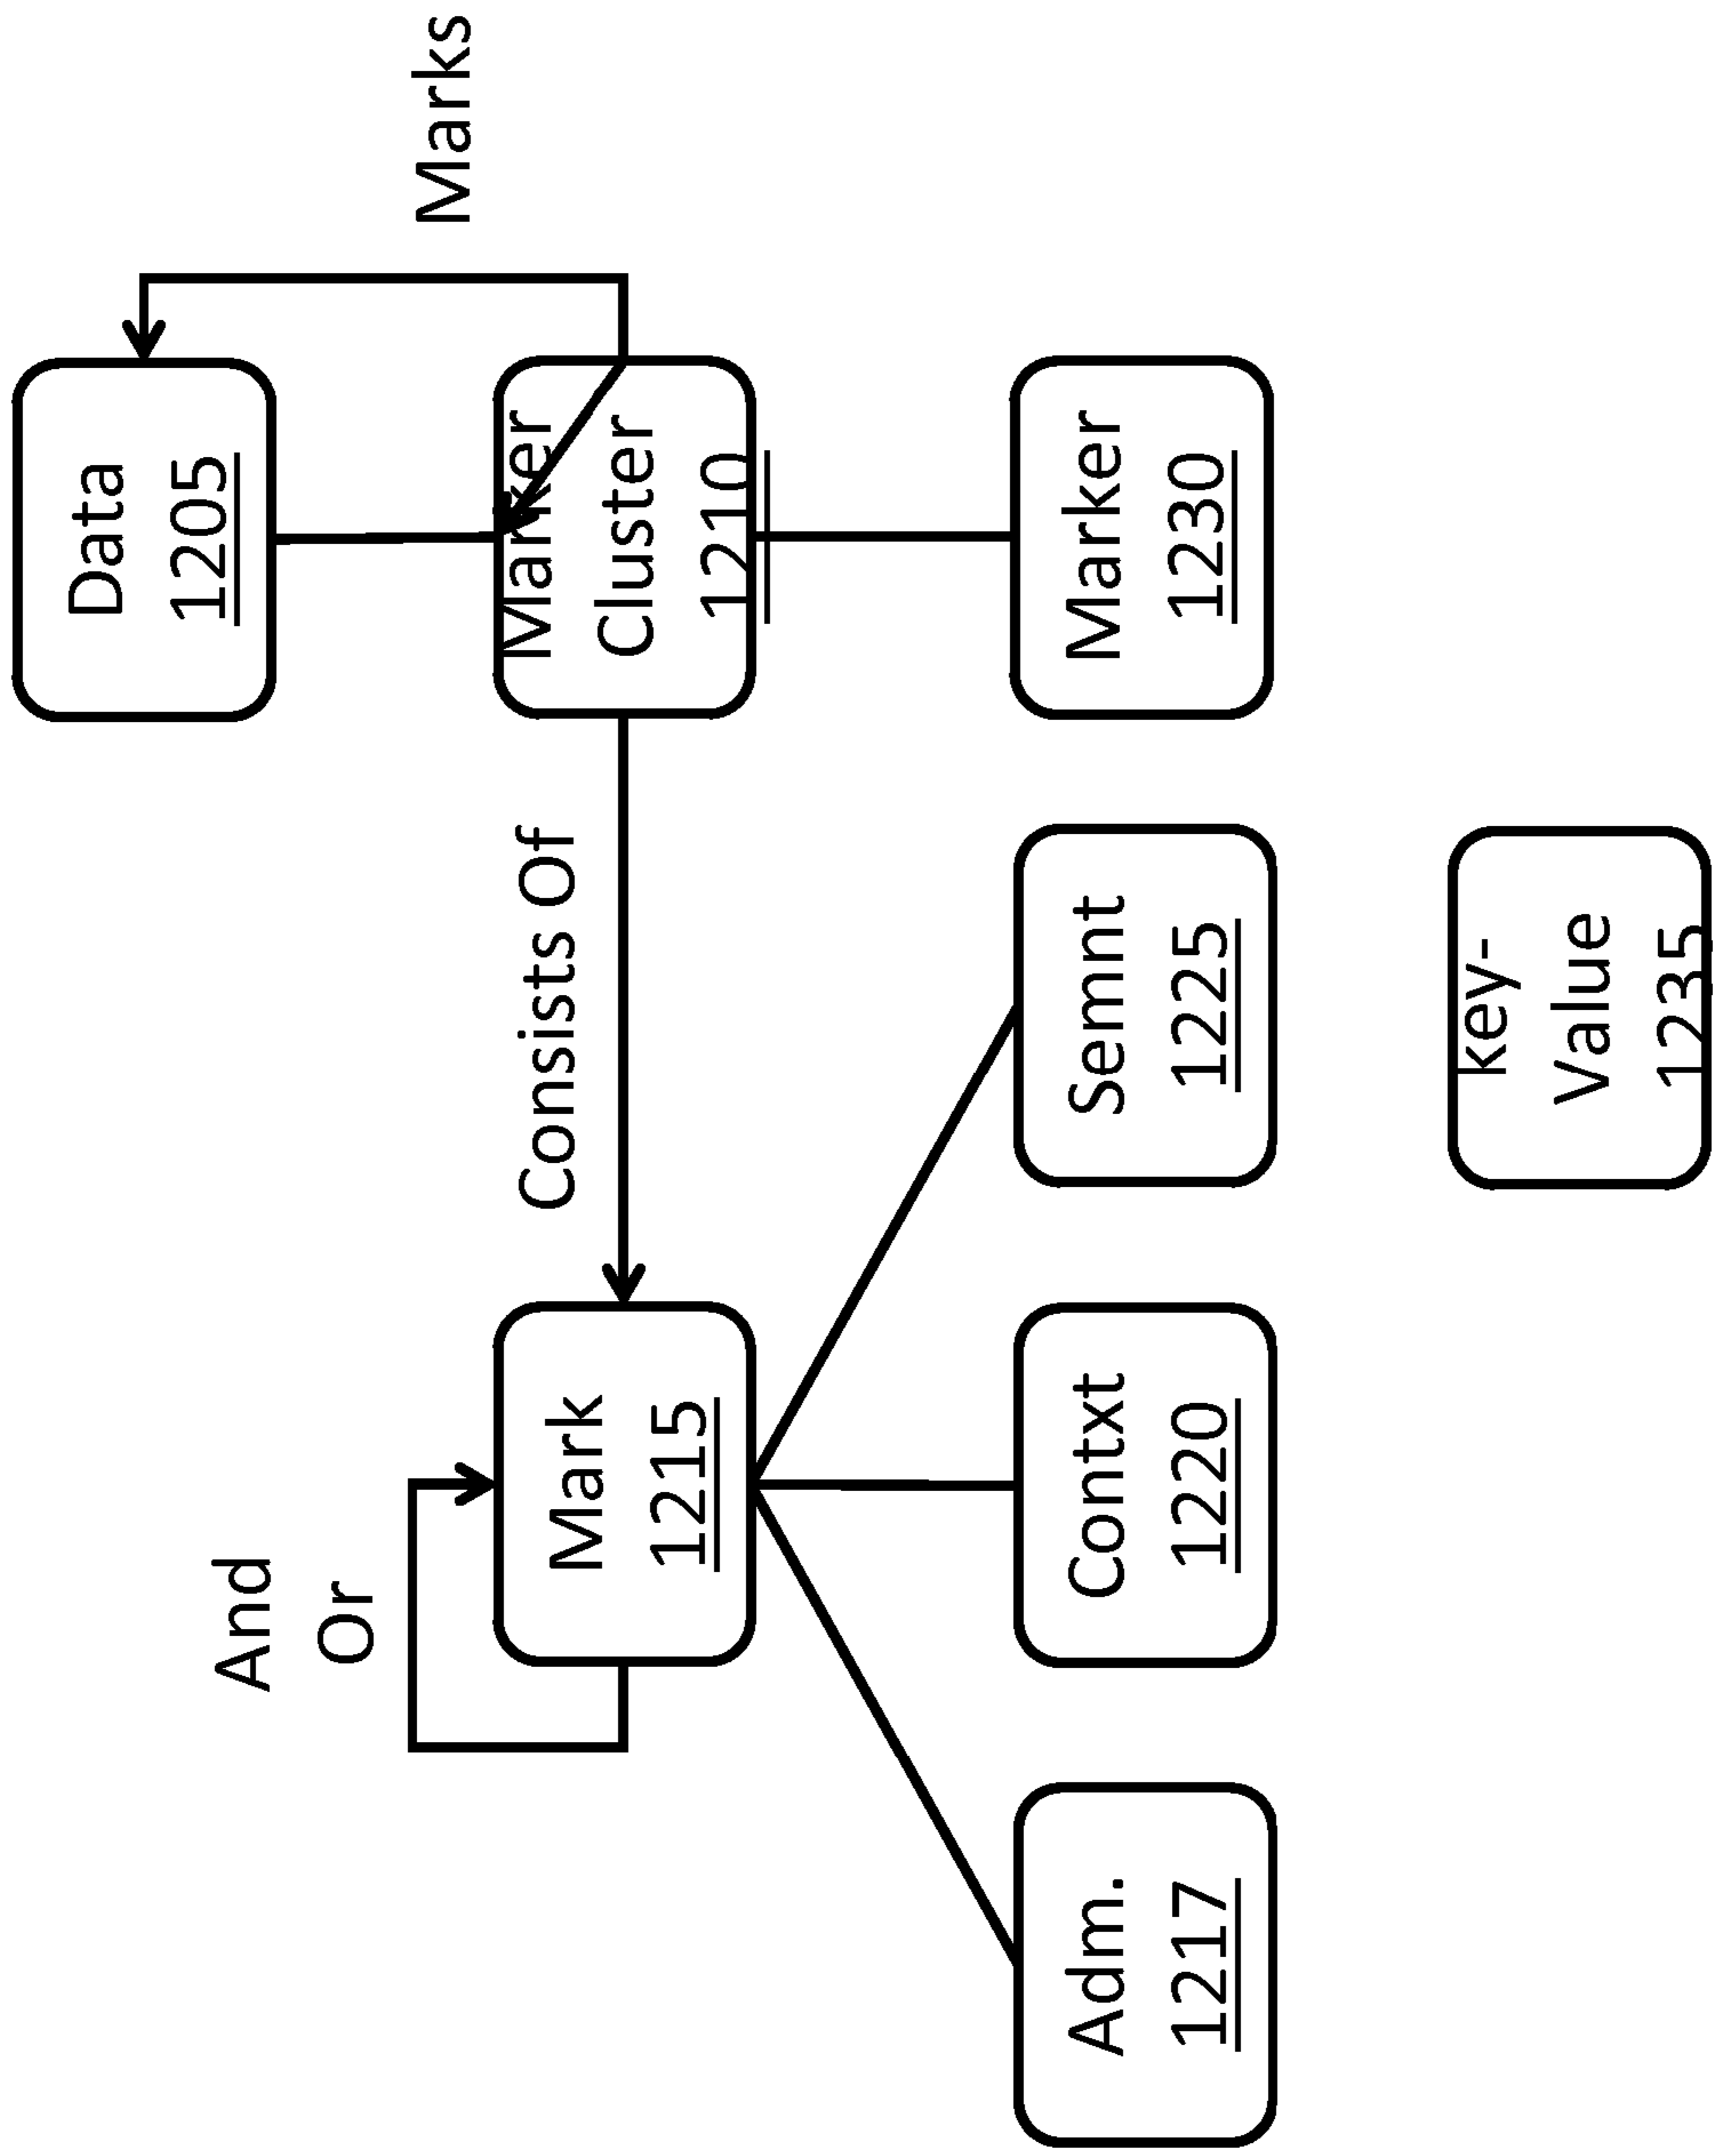 Data
1205
Marks
Marker
Cluster
1210
Consists Of
And
Or
Mark
1215
Marker
1230
Semnt
1225
Contxt
1220
Adm.
1217
key-
Value
1235